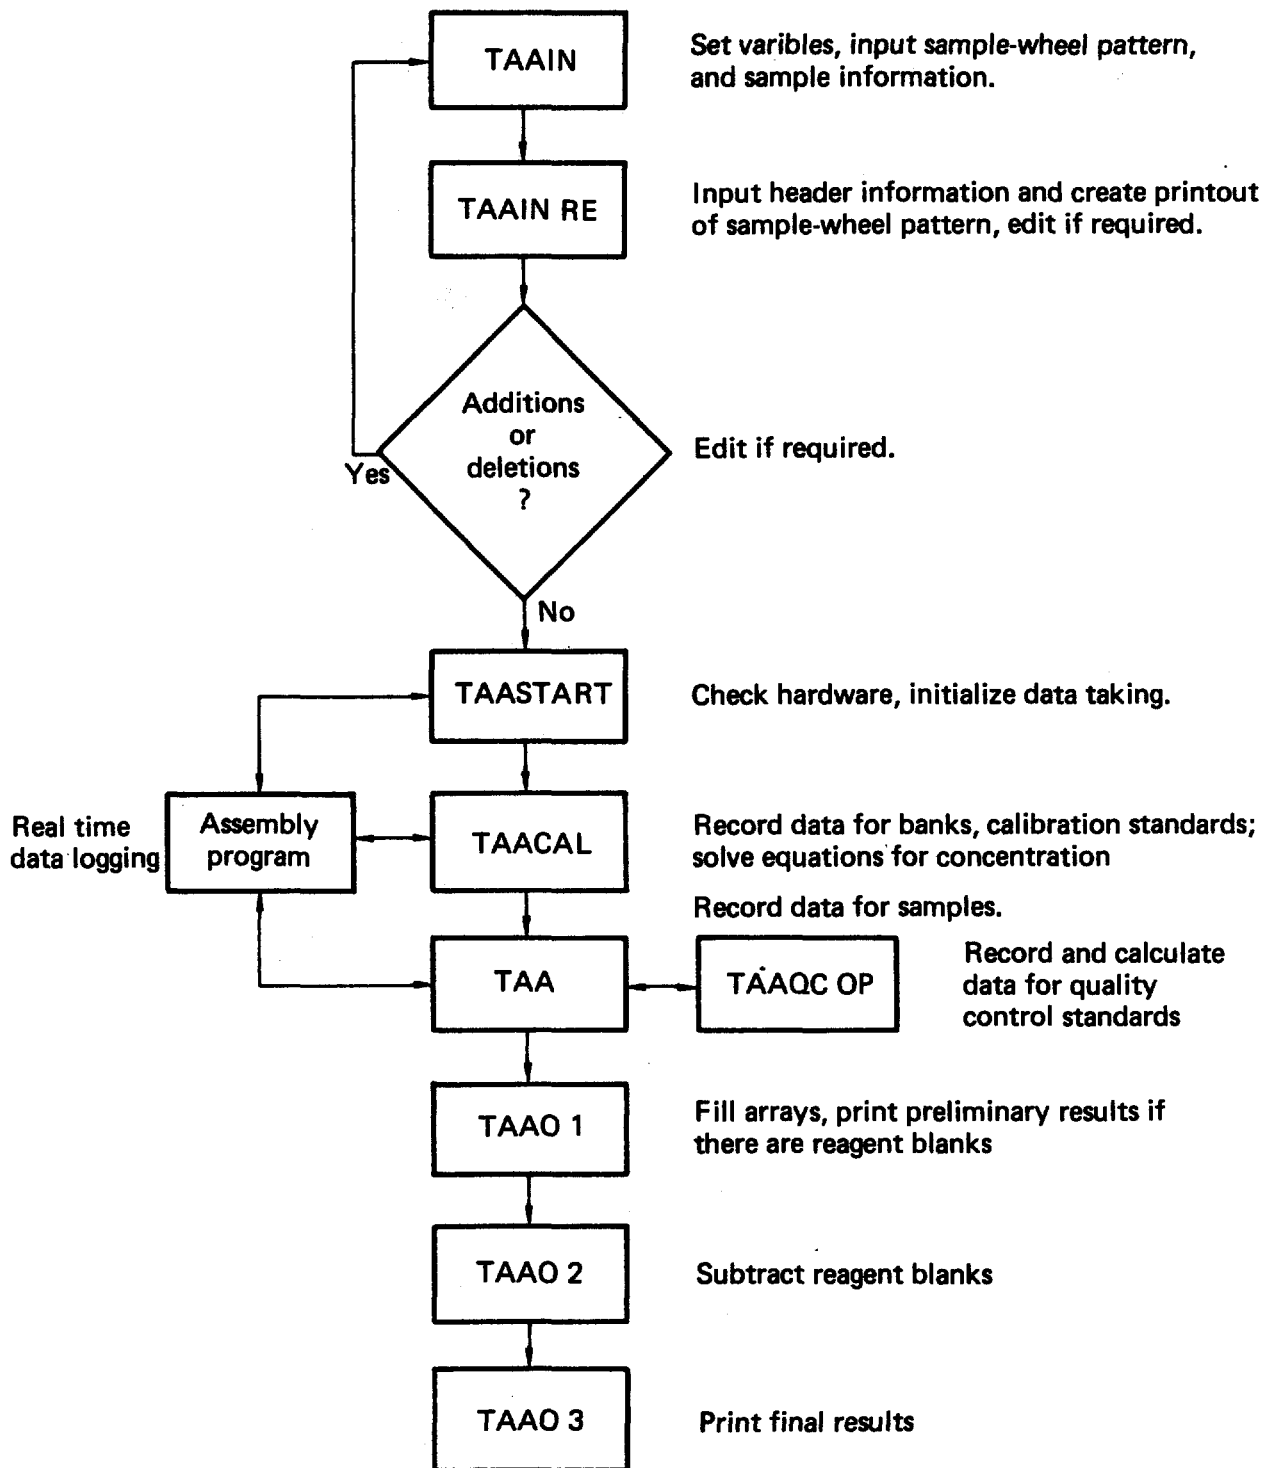 TAAIN
Set varibles, input sample-wheel pattern,
and sample information.
TAAIN RE
Input header information and create printout
of sample-wheel pattern, edit if required.
Additions
or
deletions
?
Edit if required.
Yes
No
TAASTART
Check hardware, initialize data taking.
Real time
data logging
Assembly
program
TAACAL
Record data for banks, calibration standards;
solve equations for concentration
Record data for samples.
TAA
TAAQC OP
Record and calculate
data for quality
control standards
TAAO 1
Fill arrays, print preliminary results if
there are reagent blanks
TAAO 2
Subtract reagent blanks
TAAO 3
Print final results